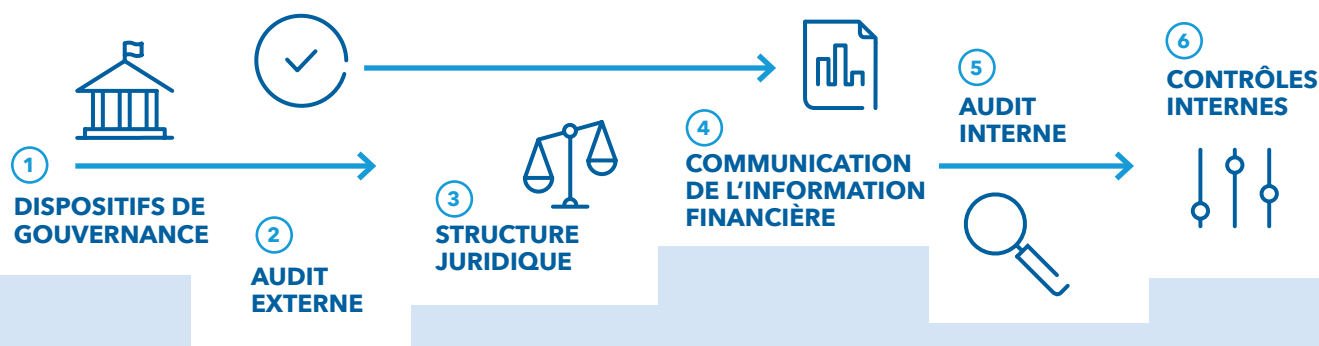 1
DISPOSITIFS DE
GOUVERNANCE
2
AUDIT
EXTERNE
3
STRUCTURE
JURIDIQUE
4
COMMUNICATION
DE L’INFORMATION
FINANCIÈRE
5
AUDIT
INTERNE
6
CONTRÔLES
INTERNES